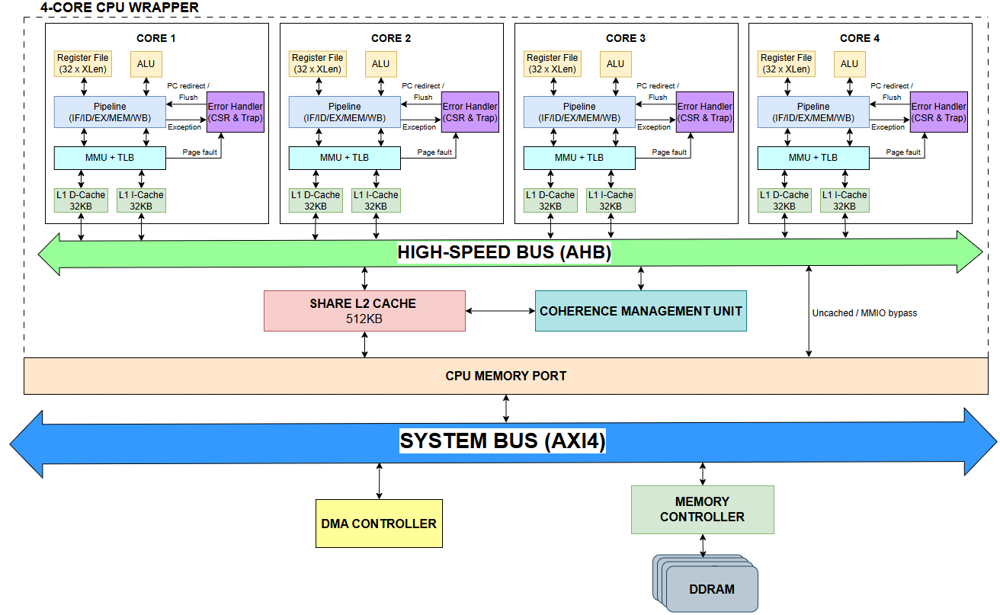 4-CORE CPU WRAPPER
CORE 1
Register File
(32 x XLen)
ALU
PC redirect /
Flush
Pipeline
(IF/ID/EX/MEM/WB)
Error Handler
(CSR & Trap)
Exception
MMU + TLB
Page fault
L1 D-Cache
32KB
L1 I-Cache
32KB
CORE 2
Register File
(32 x XLen)
ALU
PC redirect /
Flush
Pipeline
(IF/ID/EX/MEM/WB)
Error Handler
(CSR & Trap)
Exception
MMU + TLB
Page fault
L1 D-Cache
32KB
L1 I-Cache
32KB
CORE 3
Register File
(32 x XLen)
ALU
PC redirect /
Flush
Pipeline
(IF/ID/EX/MEM/WB)
Error Handler
(CSR & Trap)
Exception
MMU + TLB
Page fault
L1 D-Cache
32KB
L1 I-Cache
32KB
CORE 4
Register File
(32 x XLen)
ALU
PC redirect /
Flush
Pipeline
(IF/ID/EX/MEM/WB)
Error Handler
(CSR & Trap)
Exception
MMU + TLB
Page fault
L1 D-Cache
32KB
L1 I-Cache
32KB
HIGH-SPEED BUS (AHB)
SHARE L2 CACHE
512KB
COHERENCE MANAGEMENT UNIT
Uncached / MMIO bypass
CPU MEMORY PORT
SYSTEM BUS (AXI4)
DMA CONTROLLER
MEMORY
CONTROLLER
DDRAM